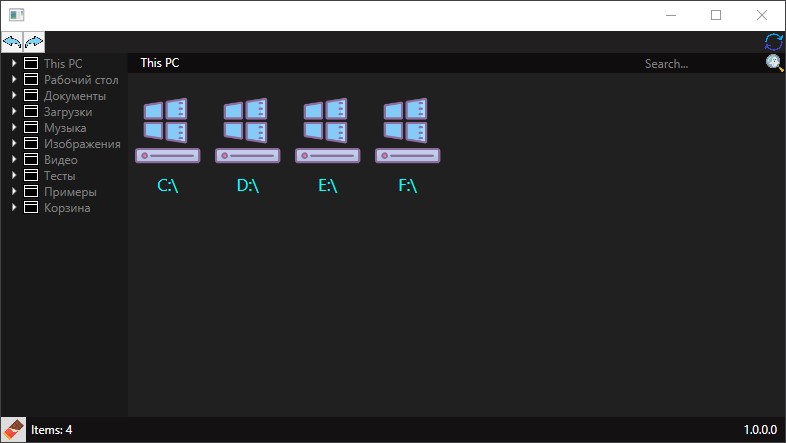 This PC
Search...
This PC
Рабочий стол
Документы
Загрузки
Музыка
Изображения
Видео
Тесты
Примеры
Корзина
C:\ D:\ E:\ F:\
Items: 4
1.0.0.0